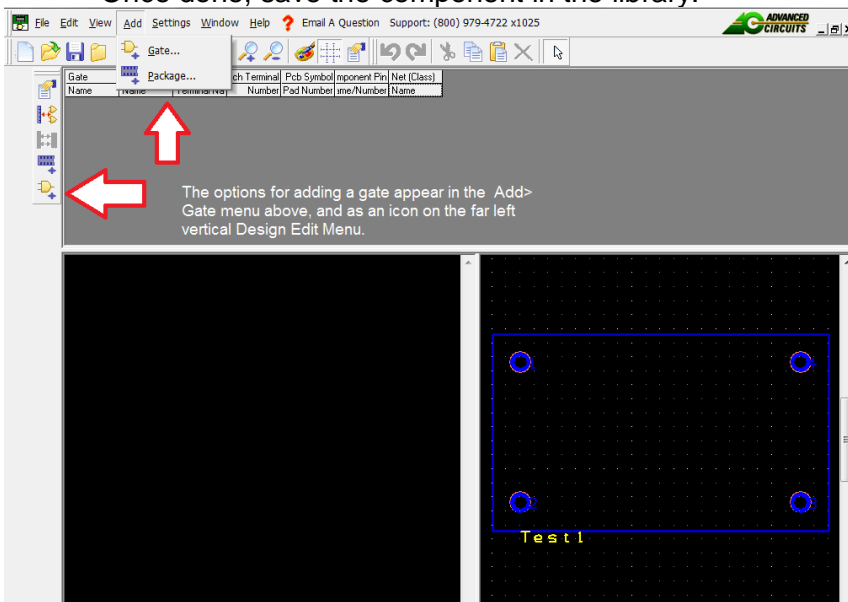 Once done, save the component in the library.
File Edit View Add Settings Window Help ? Email A Question Support: (800) 979-4722 x1025
ADVANCED
CIRCUITS
Gate...
Package...
Gate ch Terminal Pcb Symbol mponent Pin Net (Class)
Name Name Terminal Na Number Pad Number me/Number Name
The options for adding a gate appear in the Add>
Gate menu above, and as an icon on the far left
vertical Design Edit Menu.
1
2
3
Test1